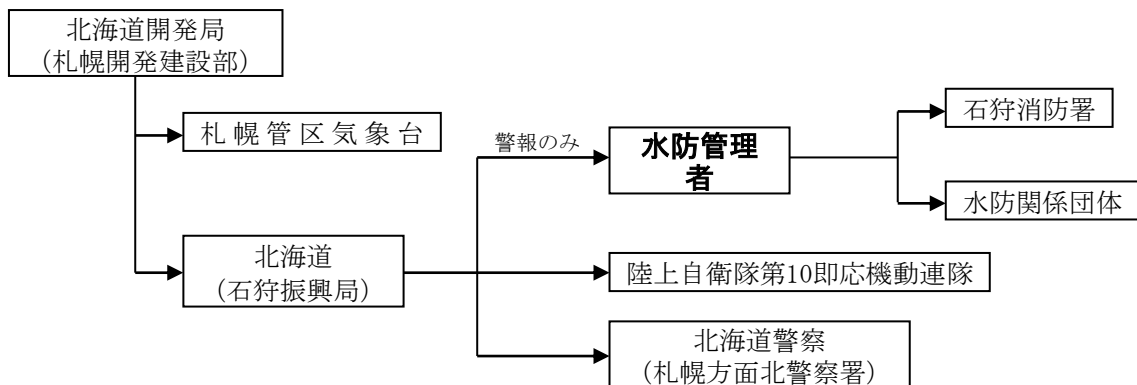 北海道開発局
（札幌開発建設部）
札幌管区気象台
警報のみ
水防管理
者
石狩消防署
水防関係団体
北海道
（石狩振興局）
陸上自衛隊第10即応機動連隊
北海道警察
（札幌方面北警察署）